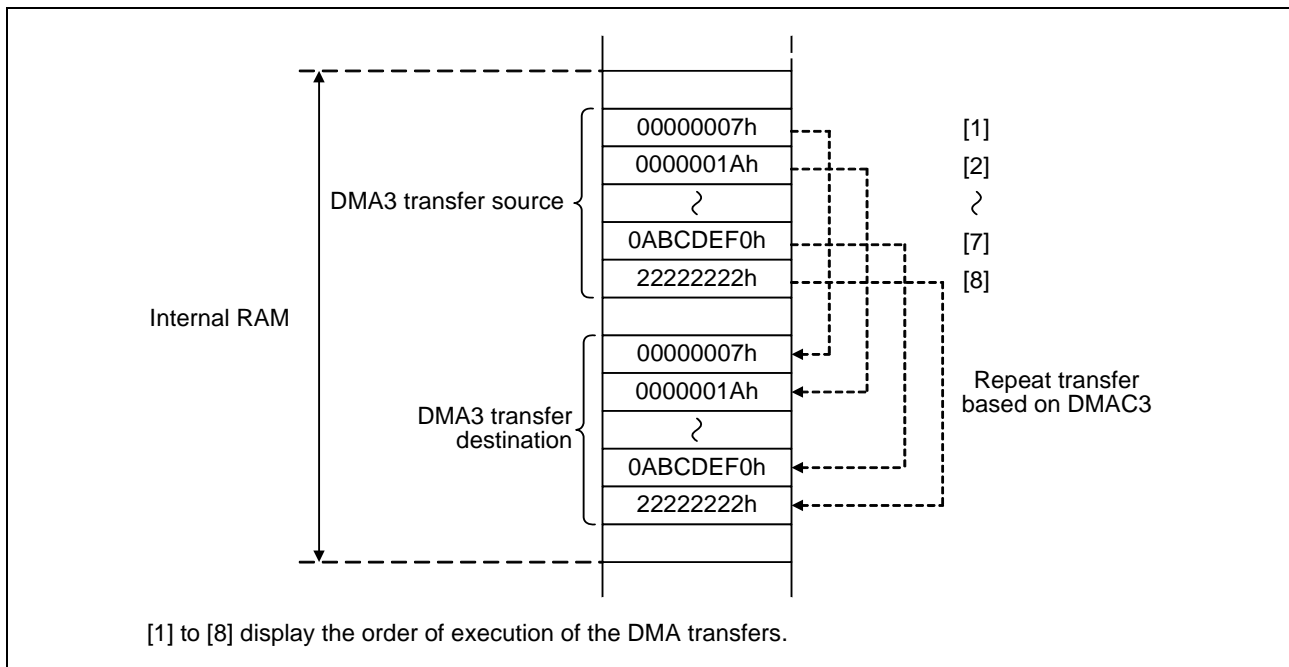 00000007h [1]
0000001Ah [2]
DMA3 transfer source
0ABCDEF0h [7]
22222222h [8]
Internal RAM
00000007h
0000001Ah
Repeat transfer
based on DMAC3
DMA3 transfer
destination
0ABCDEF0h
22222222h
[1] to [8] display the order of execution of the DMA transfers.